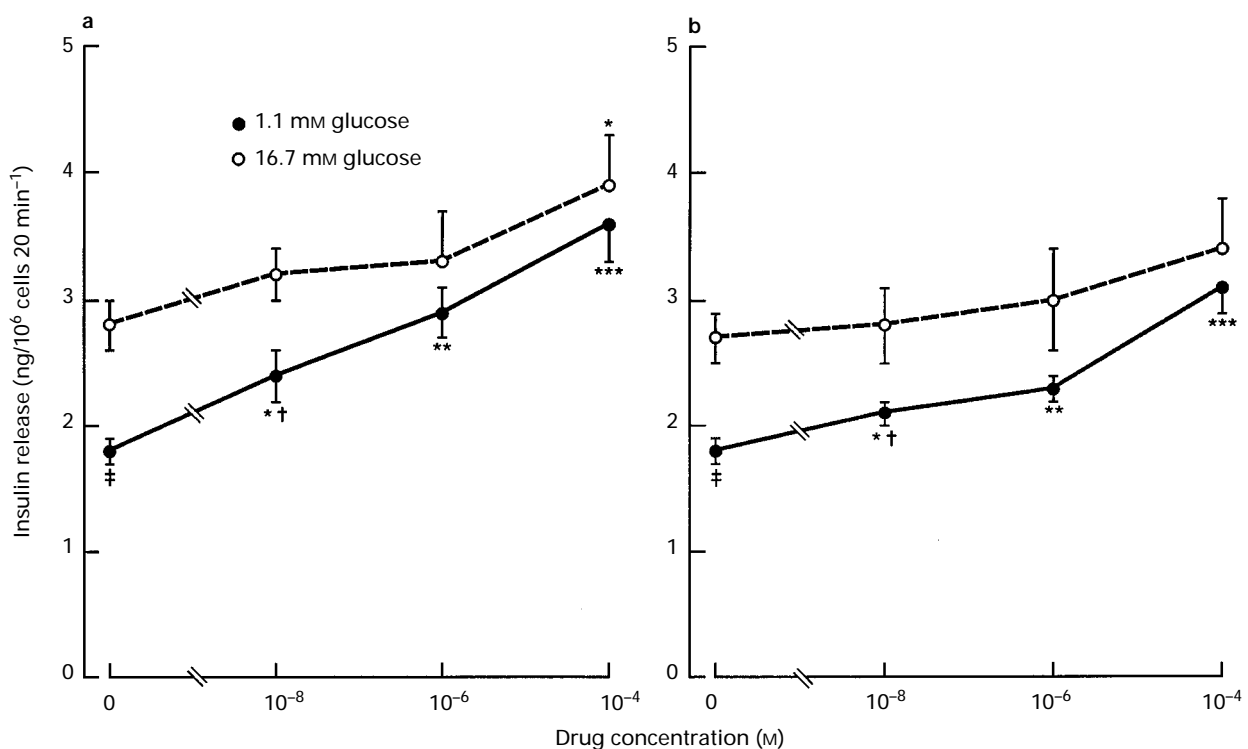 a
b
5
4
3
2
1
0
5
4
3
2
1
0
1.1 mM glucose
16.7 mM glucose
*
***
**
* †
‡
***
**
* †
‡
Insulin release (ng/10⁶ cells 20 min⁻¹)
0 10⁻⁸ 10⁻⁶ 10⁻⁴
0 10⁻⁸ 10⁻⁶ 10⁻⁴
Drug concentration (M)